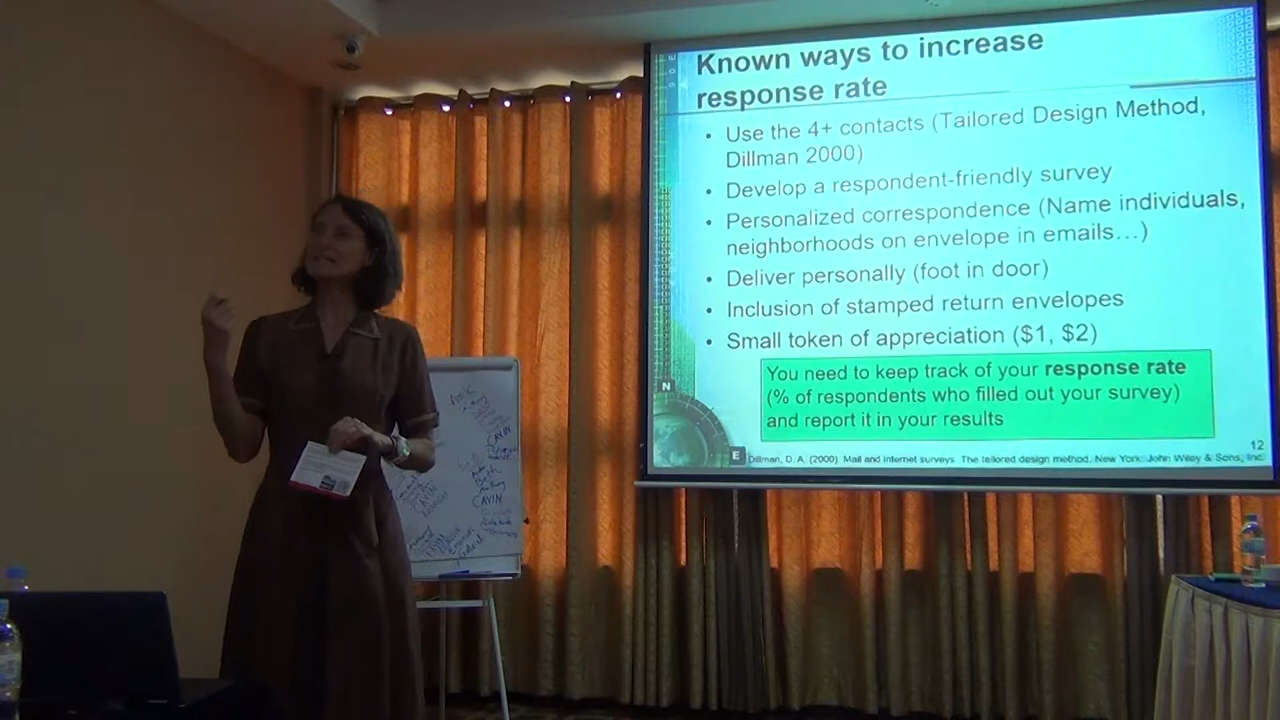 Known ways to increase
response rate
• Use the 4+ contacts (Tailored Design Method,
Dillman 2000)
• Develop a respondent-friendly survey
• Personalized correspondence (Name individuals,
neighborhoods on envelope in emails…)
• Deliver personally (foot in door)
• Inclusion of stamped return envelopes
• Small token of appreciation ($1, $2)
You need to keep track of your response rate
(% of respondents who filled out your survey)
and report it in your results
12
Dillman, D. A. (2000). Mail and internet surveys. The tailored design method. New York: John Wiley & Sons, Inc
N
E
CAVIN
CAVIN